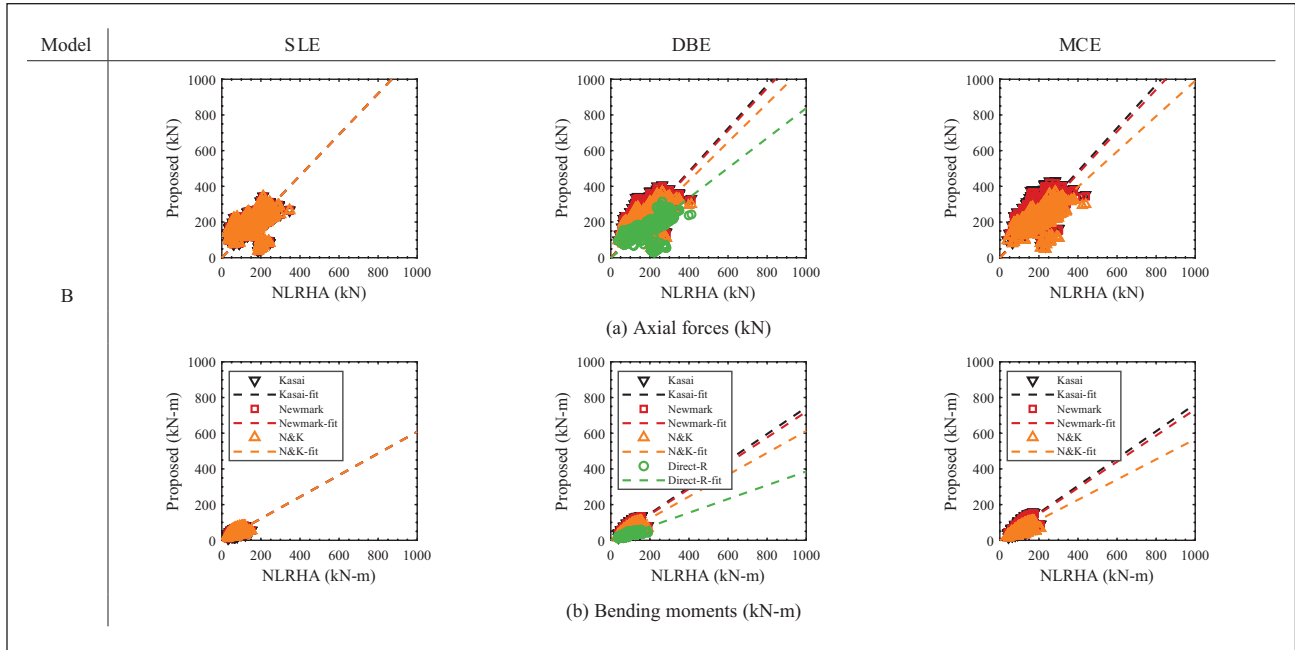 Model SLE DBE MCE
B
1000
800
600
400
200
0
Proposed (kN)
0 200 400 600 800 1000
NLRHA (kN)
1000
800
600
400
200
0
Proposed (kN)
0 200 400 600 800 1000
NLRHA (kN)
1000
800
600
400
200
0
Proposed (kN)
0 200 400 600 800 1000
NLRHA (kN)
(a) Axial forces (kN)
1000
800
600
400
200
0
Proposed (kN-m)
Kasai
Kasai-fit
Newmark
Newmark-fit
N&K
N&K-fit
0 200 400 600 800 1000
NLRHA (kN-m)
1000
800
600
400
200
0
Proposed (kN-m)
Kasai
Kasai-fit
Newmark
Newmark-fit
N&K
N&K-fit
Direct-R
Direct-R-fit
0 200 400 600 800 1000
NLRHA (kN-m)
1000
800
600
400
200
0
Proposed (kN-m)
Kasai
Kasai-fit
Newmark
Newmark-fit
N&K
N&K-fit
0 200 400 600 800 1000
NLRHA (kN-m)
(b) Bending moments (kN-m)